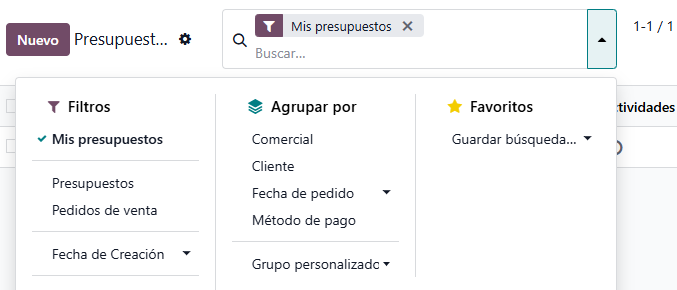 Nuevo
Presupuest...
Mis presupuestos
Buscar...
1-1 / 1
Filtros
Mis presupuestos
Presupuestos
Pedidos de venta
Fecha de Creación
Agrupar por
Comercial
Cliente
Fecha de pedido
Método de pago
Grupo personalizado
Favoritos
Guardar búsqueda...
ctividades